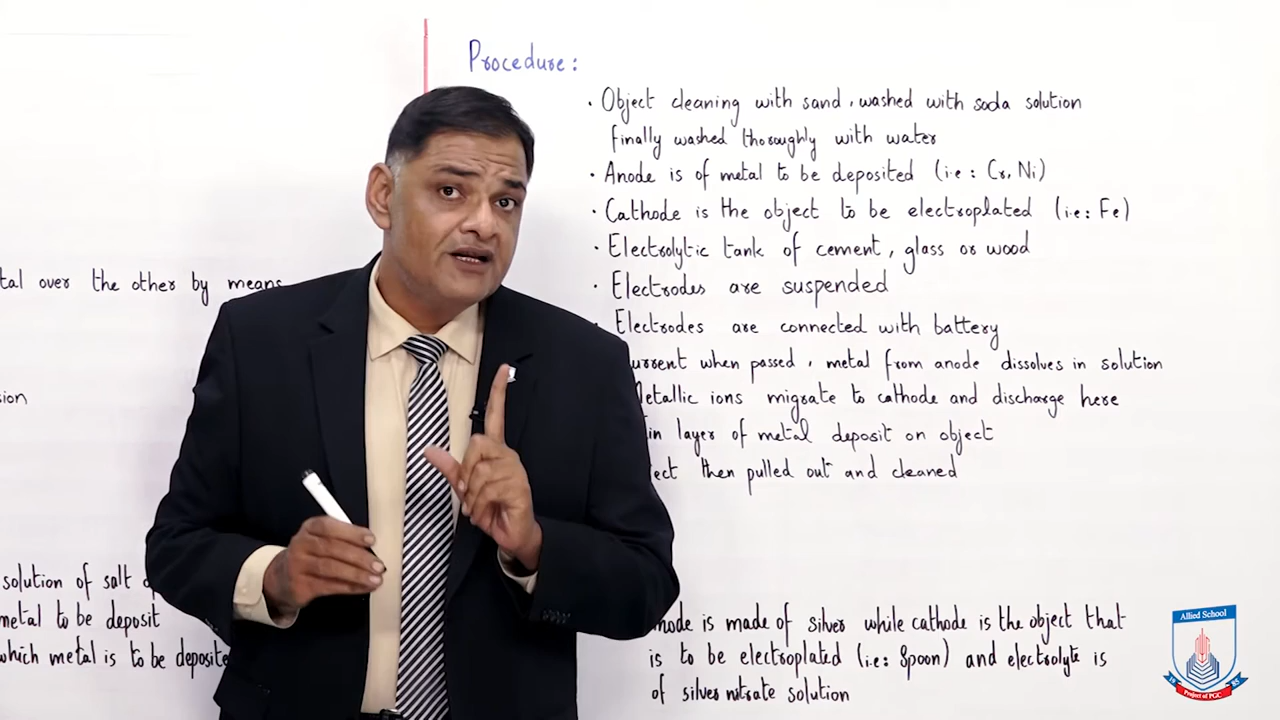 Procedure:
· Object cleaning with sand, washed with soda solution
finally washed thoroughly with water
· Anode is of metal to be deposited (i.e: Cr, Ni)
· Cathode is the object to be electroplated (i.e: Fe)
· Electrolytic tank of cement, glass or wood
· Electrodes are suspended
· Electrodes are connected with battery
urrent when passed, metal from anode dissolves in solution
etallic ions migrate to cathode and discharge here
in layer of metal deposit on object
ect then pulled out and cleaned
tal over the other by means
sion
solution of salt
metal to be deposit
which metal is to be deposite
node is made of silver while cathode is the object that
is to be electroplated (i.e: Spoon) and electrolyte is
of silver nitrate solution
Allied School
19 85
Project of PGC